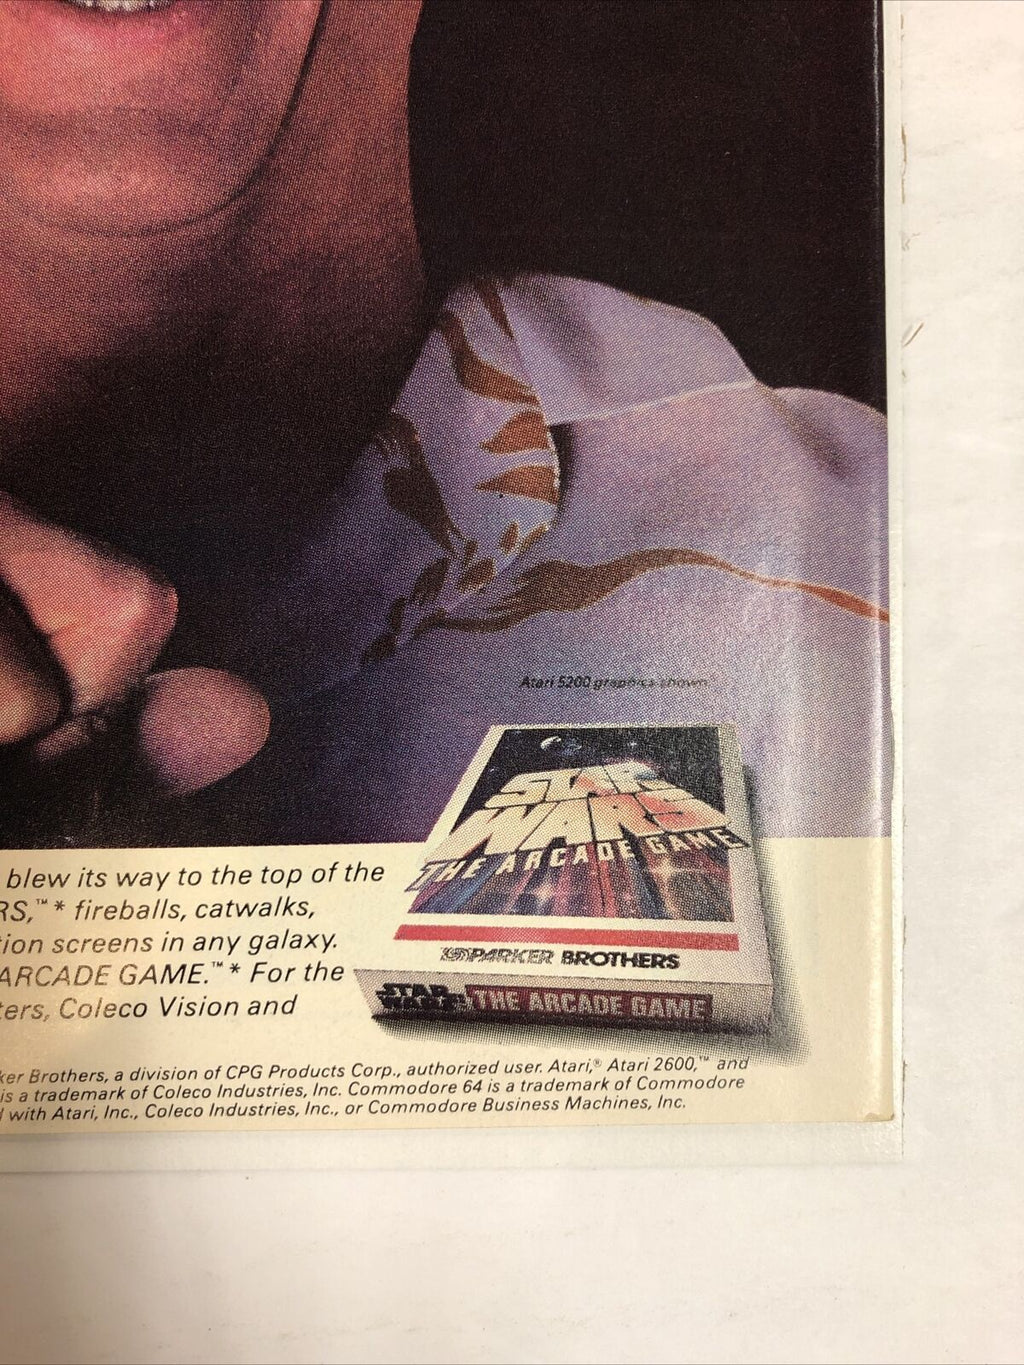 Atari 5200 graphics shown
STAR
WARS
THE ARCADE GAME
PARKER BROTHERS
STAR
WARS THE ARCADE GAME
blew its way to the top of the
RS,™* fireballs, catwalks,
tion screens in any galaxy.
ARCADE GAME.™* For the
ters, Coleco Vision and
ker Brothers, a division of CPG Products Corp., authorized user. Atari,® Atari 2600,™ and
is a trademark of Coleco Industries, Inc. Commodore 64 is a trademark of Commodore
with Atari, Inc., Coleco Industries, Inc., or Commodore Business Machines, Inc.